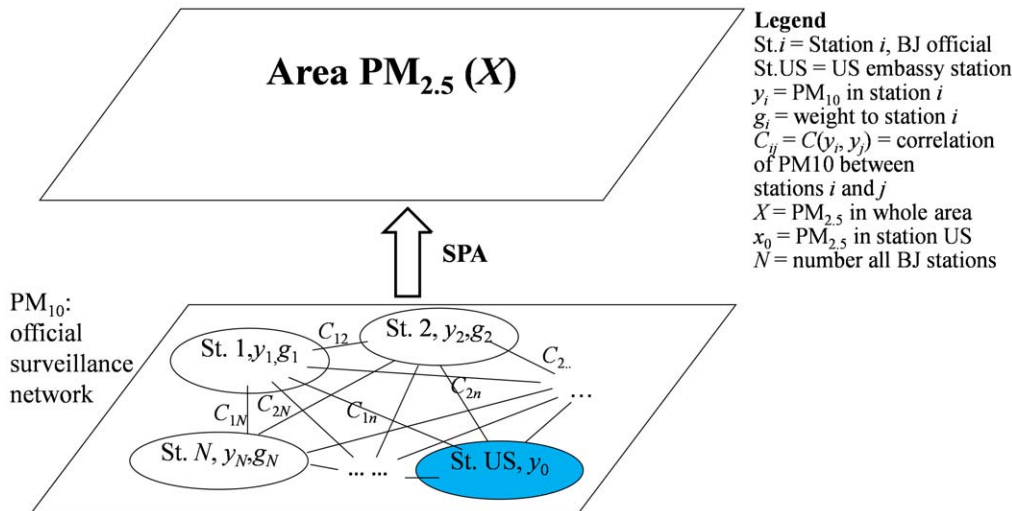 Area PM₂.₅ (X)
Legend
St.i = Station i, BJ official
St.US = US embassy station
yᵢ = PM₁₀ in station i
gᵢ = weight to station i
Cᵢⱼ = C(yᵢ, yⱼ) = correlation
of PM10 between
stations i and j
X = PM₂.₅ in whole area
x₀ = PM₂.₅ in station US
N = number all BJ stations
SPA
PM₁₀:
official
surveillance
network
St. 1,y₁,g₁
C₁₂
St. 2, y₂,g₂
C₂..
C₁N
C₂N
C₁n
C₂n
...
St. N, yN,gN
... ...
St. US, y₀